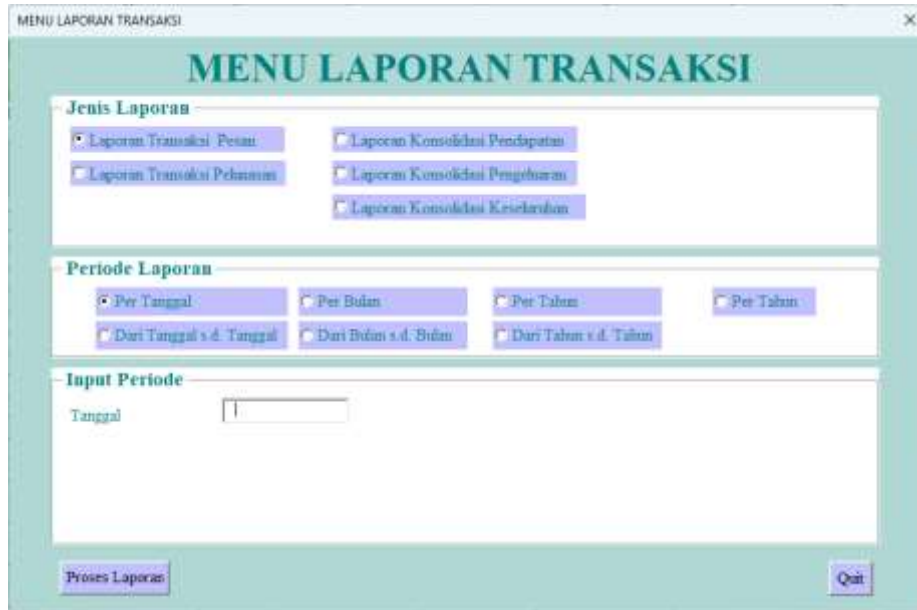 MENU LAPORAN TRANSAKSI
MENU LAPORAN TRANSAKSI
Jenis Laporan
Laporan Transaksi Pesan Laporan Konsolidasi Pendapatan
Laporan Transaksi Pelunasan Laporan Konsolidasi Pengeluaran
Laporan Konsolidasi Keseluruhan
Periode Laporan
Per Tanggal Per Bulan Per Tahun Per Tahun
Dari Tanggal s.d. Tanggal Dari Bulan s.d. Bulan Dari Tahun s.d. Tahun
Input Periode
Tanggal
Proses Laporan Quit